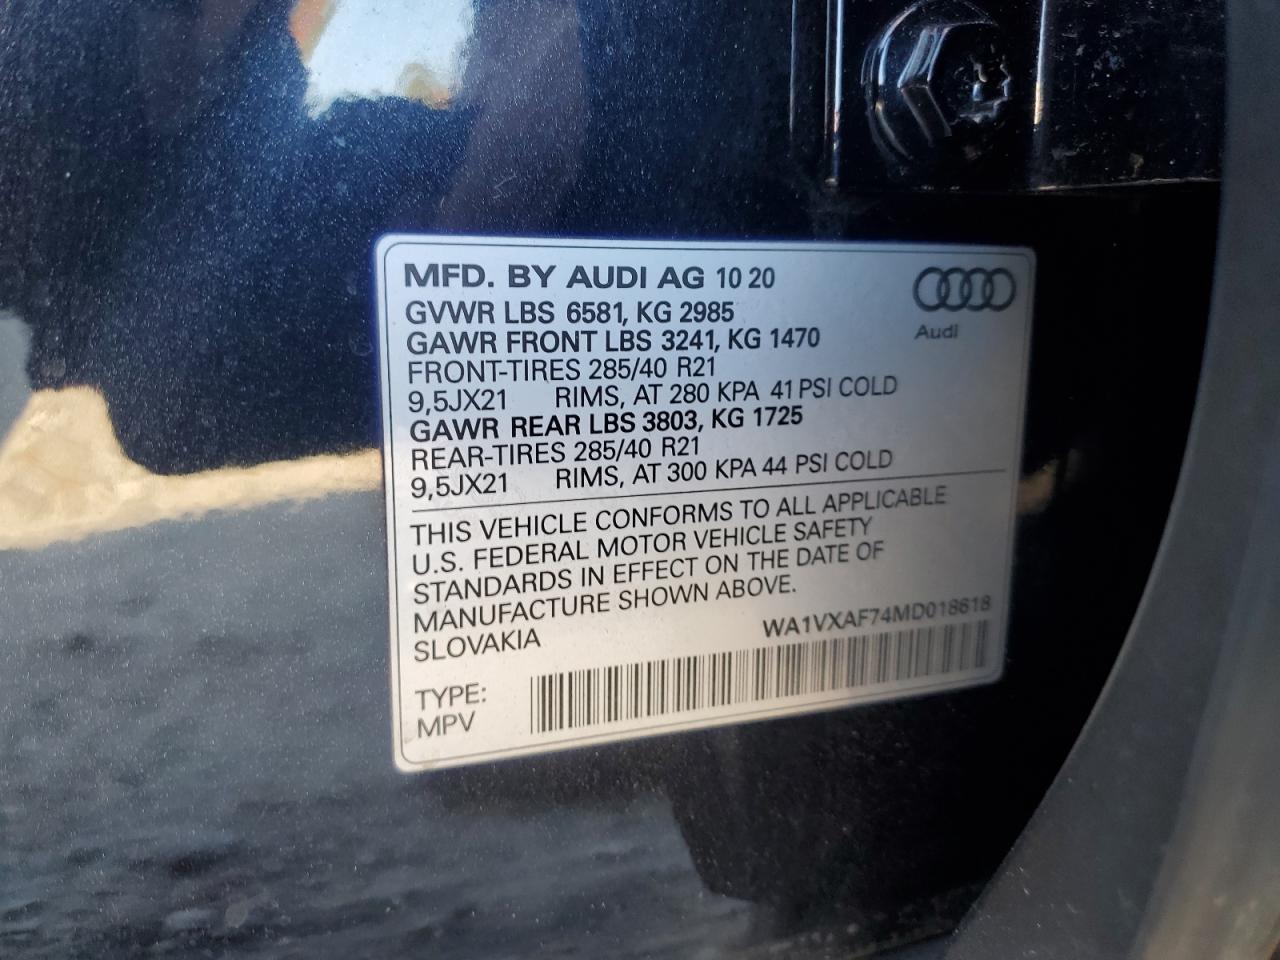 MFD. BY AUDI AG 10 20
GVWR LBS 6581, KG 2985
GAWR FRONT LBS 3241, KG 1470
FRONT-TIRES 285/40 R21
9,5JX21 RIMS, AT 280 KPA 41 PSI COLD
GAWR REAR LBS 3803, KG 1725
REAR-TIRES 285/40 R21
9,5JX21 RIMS, AT 300 KPA 44 PSI COLD
Audi
THIS VEHICLE CONFORMS TO ALL APPLICABLE
U.S. FEDERAL MOTOR VEHICLE SAFETY
STANDARDS IN EFFECT ON THE DATE OF
MANUFACTURE SHOWN ABOVE.
SLOVAKIA
WA1VXAF74MD018618
TYPE:
MPV